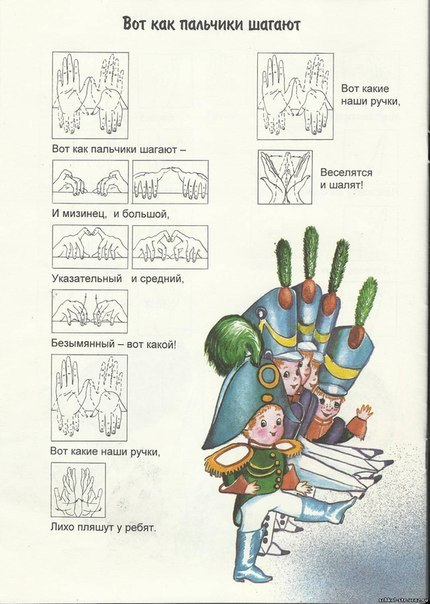 Вот как пальчики шагают
Вот как пальчики шагают –
И мизинец, и большой,
Указательный и средний,
Безымянный – вот какой!
Вот какие наши ручки,
Лихо пляшут у ребят.
Вот какие
наши ручки,
Веселятся
и шалят!